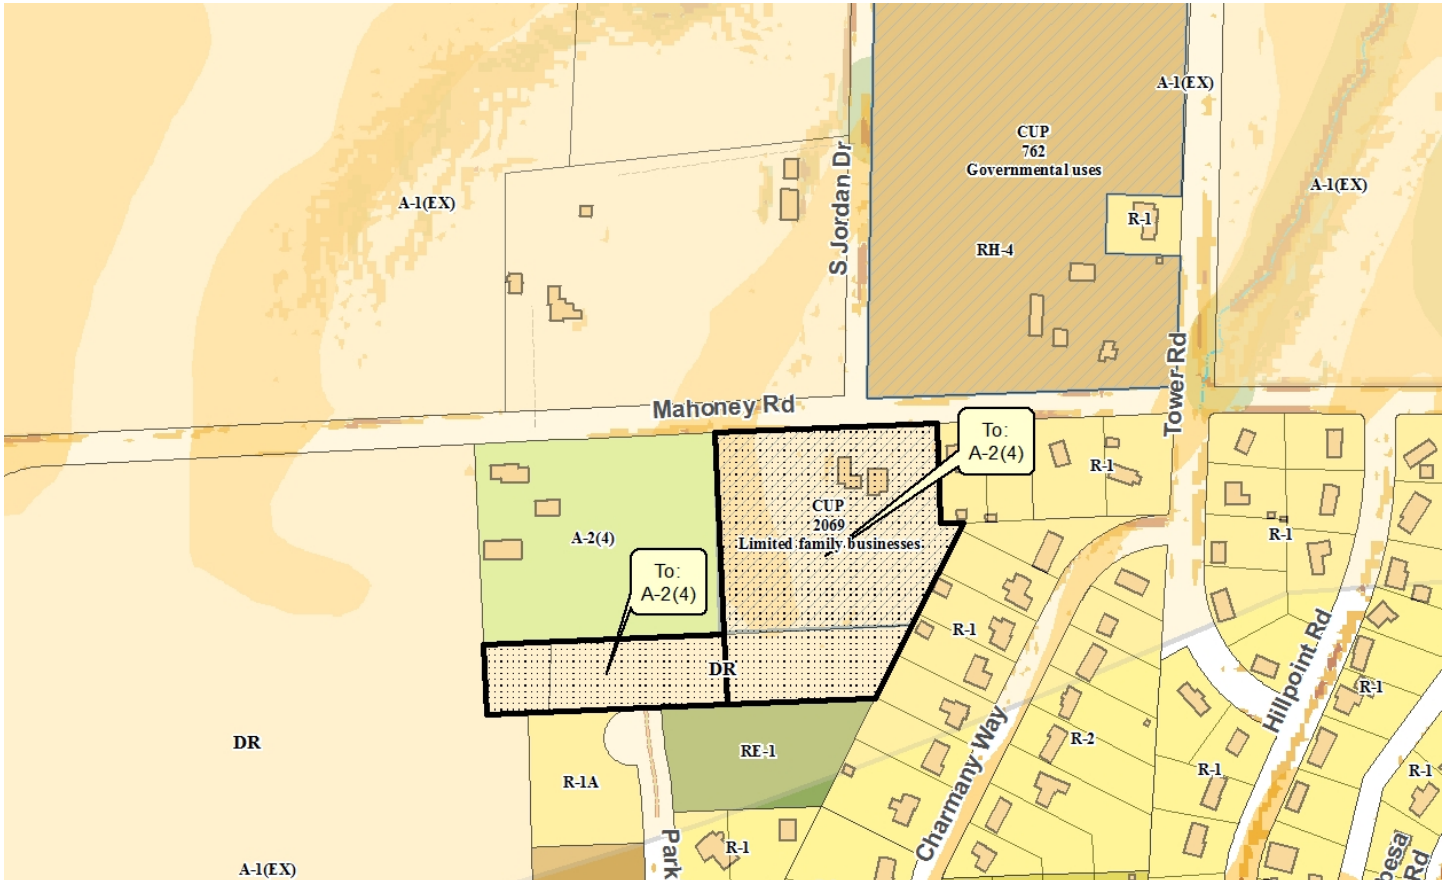 A-1(EX)
CUP
762
Governmental uses
A-1(EX)
A-1(EX)
S Jordan Dr
R-1
RH-4
Tower Rd
Mahoney Rd
To:
A-2(4)
R-1
CUP
2069
Limited family businesses
A-2(4)
R-1
To:
A-2(4)
R-1
DR
Hillpoint Rd
R-1
DR
RE-1
R-2
Charmany Way
R-1A
R-1
R-1
Park
R-1
A-1(EX)
Rd